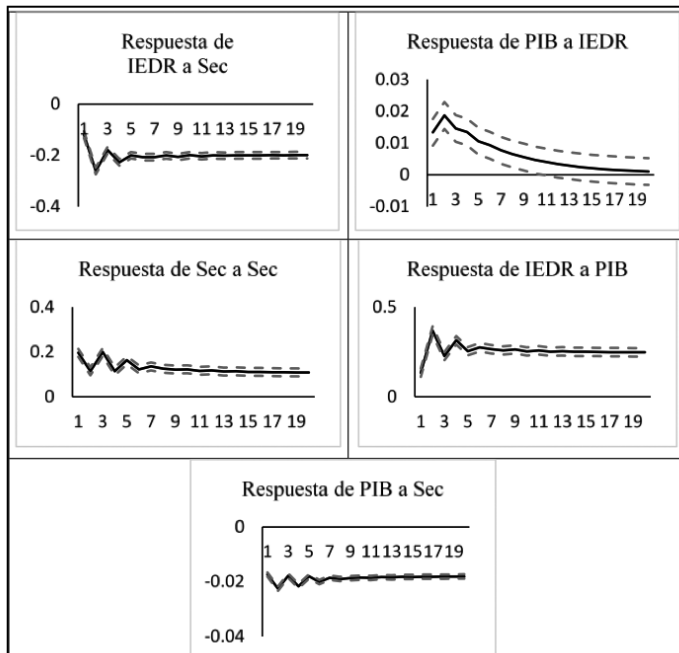 Respuesta de
IEDR a Sec
0
1 3 5 7 9 11 13 15 17 19
-0.2
-0.4
Respuesta de PIB a IEDR
0.03
0.02
0.01
0
1 3 5 7 9 11 13 15 17 19
-0.01
Respuesta de Sec a Sec
0.4
0.2
0
1 3 5 7 9 11 13 15 17 19
Respuesta de IEDR a PIB
0.5
0
1 3 5 7 9 11 13 15 17 19
Respuesta de PIB a Sec
0
1 3 5 7 9 11 13 15 17 19
-0.02
-0.04